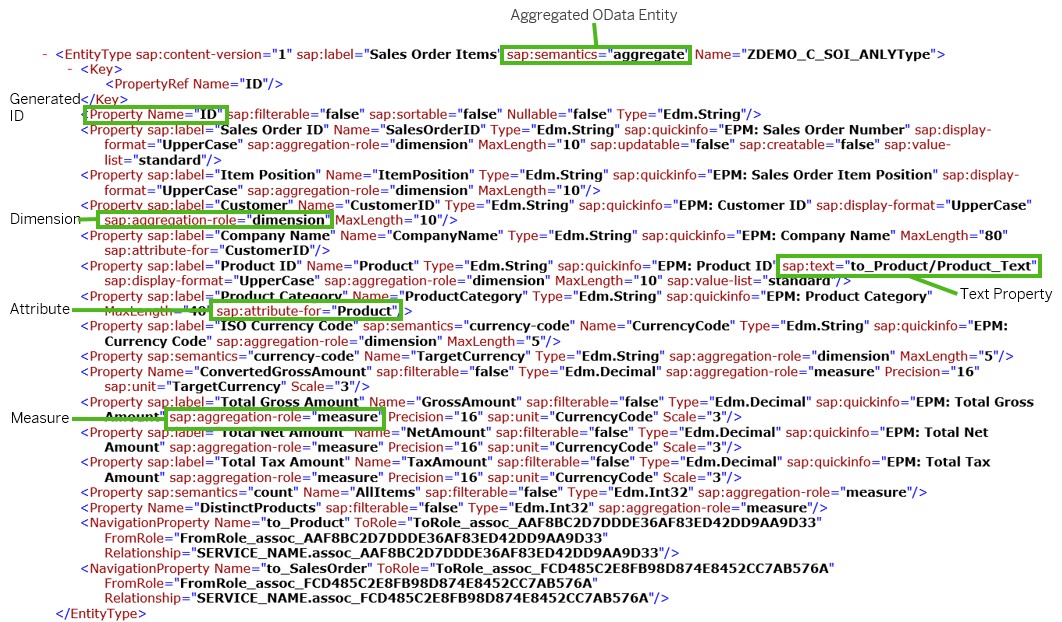 Aggregated OData Entity
- <EntityType sap:content-version="1" sap:label="Sales Order Items" sap:semantics="aggregate" Name="ZDEMO_C_SOI_ANLYType">
- <Key>
<PropertyRef Name="ID"/>
Generated ID
</Key>
<Property Name="ID" sap:filterable="false" sap:sortable="false" Nullable="false" Type="Edm.String"/>
<Property sap:label="Sales Order ID" Name="SalesOrderID" Type="Edm.String" sap:quickinfo="EPM: Sales Order Number" sap:display-
format="UpperCase" sap:aggregation-role="dimension" MaxLength="10" sap:updatable="false" sap:creatable="false" sap:value-
list="standard"/>
<Property sap:label="Item Position" Name="ItemPosition" Type="Edm.String" sap:quickinfo="EPM: Sales Order Item Position" sap:display-
format="UpperCase" sap:aggregation-role="dimension" MaxLength="10"/>
<Property sap:label="Customer" Name="CustomerID" Type="Edm.String" sap:quickinfo="EPM: Customer ID" sap:display-format="UpperCase"
Dimension
sap:aggregation-role="dimension" MaxLength="10"/>
<Property sap:label="Company Name" Name="CompanyName" Type="Edm.String" sap:quickinfo="EPM: Company Name" MaxLength="80"
sap:attribute-for="CustomerID"/>
<Property sap:label="Product ID" Name="Product" Type="Edm.String" sap:quickinfo="EPM: Product ID" sap:text="to_Product/Product_Text"
sap:display-format="UpperCase" sap:aggregation-role="dimension" MaxLength="10" sap:value-list="standard"/>
Text Property
<Property sap:label="Product Category" Name="ProductCategory" Type="Edm.String" sap:quickinfo="EPM: Product Category"
Attribute
MaxLength="40" sap:attribute-for="Product"/>
<Property sap:label="ISO Currency Code" sap:semantics="currency-code" Name="CurrencyCode" Type="Edm.String" sap:quickinfo="EPM:
Currency Code" sap:aggregation-role="dimension" MaxLength="5"/>
<Property sap:semantics="currency-code" Name="TargetCurrency" Type="Edm.String" sap:aggregation-role="dimension" MaxLength="5"/>
<Property Name="ConvertedGrossAmount" sap:filterable="false" Type="Edm.Decimal" sap:aggregation-role="measure" Precision="16"
sap:unit="TargetCurrency" Scale="3"/>
<Property sap:label="Total Gross Amount" Name="GrossAmount" sap:filterable="false" Type="Edm.Decimal" sap:quickinfo="EPM: Total Gross
Measure
Amount" sap:aggregation-role="measure" Precision="16" sap:unit="CurrencyCode" Scale="3"/>
<Property sap:label="Total Net Amount" Name="NetAmount" sap:filterable="false" Type="Edm.Decimal" sap:quickinfo="EPM: Total Net
Amount" sap:aggregation-role="measure" Precision="16" sap:unit="CurrencyCode" Scale="3"/>
<Property sap:label="Total Tax Amount" Name="TaxAmount" sap:filterable="false" Type="Edm.Decimal" sap:quickinfo="EPM: Total Tax
Amount" sap:aggregation-role="measure" Precision="16" sap:unit="CurrencyCode" Scale="3"/>
<Property sap:semantics="count" Name="AllItems" sap:filterable="false" Type="Edm.Int32" sap:aggregation-role="measure"/>
<Property Name="DistinctProducts" sap:filterable="false" Type="Edm.Int32" sap:aggregation-role="measure"/>
<NavigationProperty Name="to_Product" ToRole="ToRole_assoc_AAF8BC2D7DDDE36AF83ED42DD9AA9D33"
FromRole="FromRole_assoc_AAF8BC2D7DDDE36AF83ED42DD9AA9D33"
Relationship="SERVICE_NAME.assoc_AAF8BC2D7DDDE36AF83ED42DD9AA9D33"/>
<NavigationProperty Name="to_SalesOrder" ToRole="ToRole_assoc_FCD485C2E8FB98D874E8452CC7AB576A"
FromRole="FromRole_assoc_FCD485C2E8FB98D874E8452CC7AB576A"
Relationship="SERVICE_NAME.assoc_FCD485C2E8FB98D874E8452CC7AB576A"/>
</EntityType>